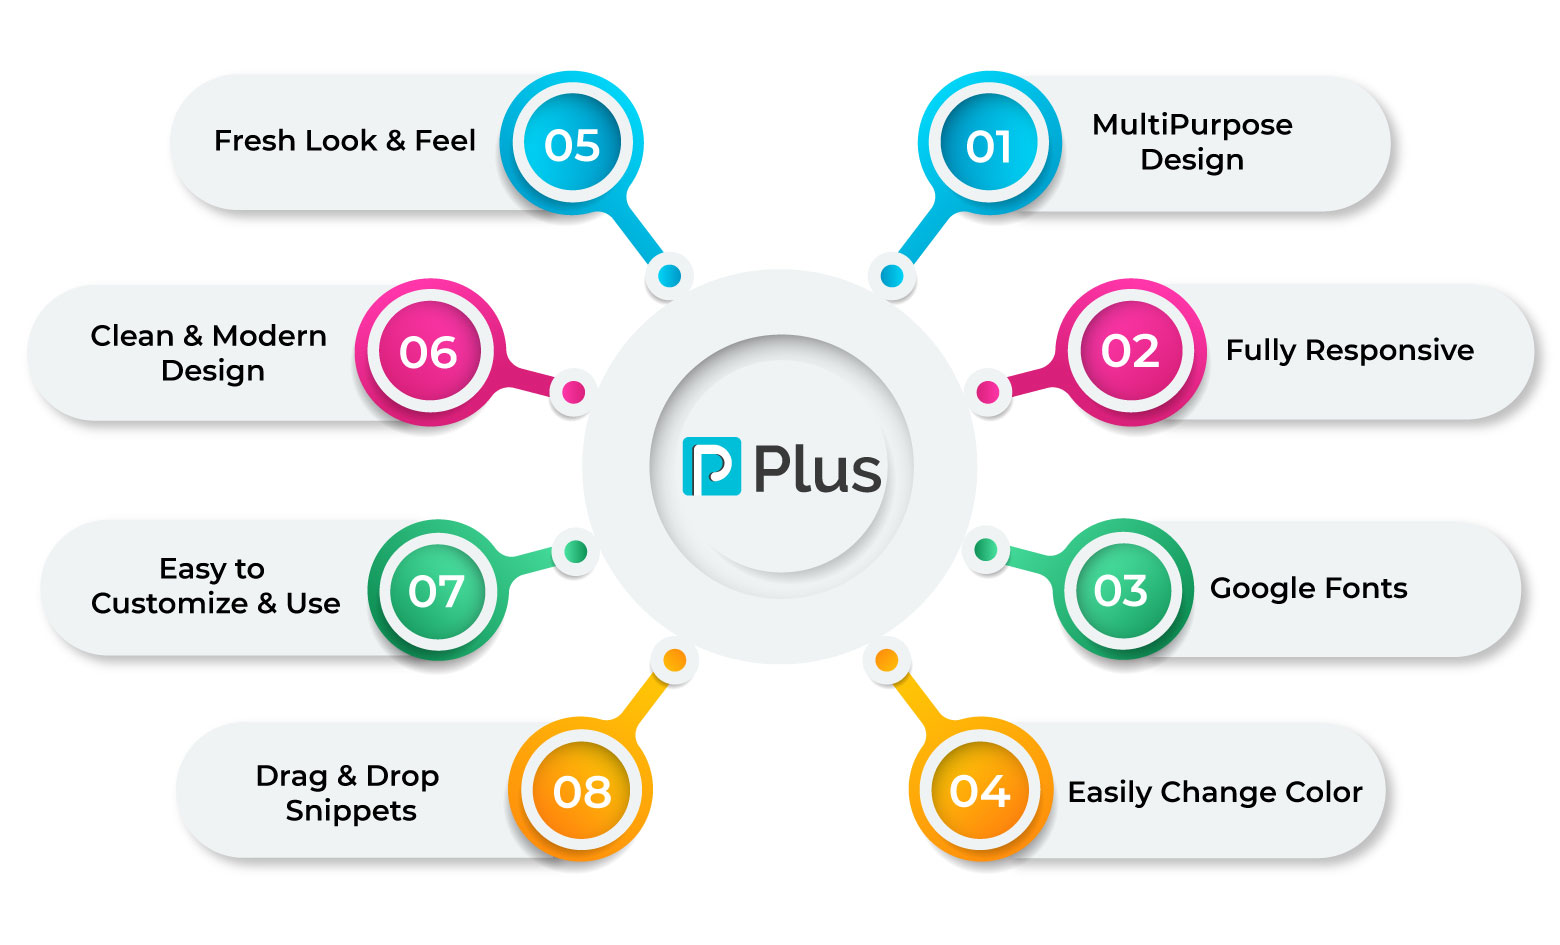 01
MultiPurpose
Design
02
Fully Responsive
03
Google Fonts
04
Easily Change Color
05
Fresh Look & Feel
06
Clean & Modern
Design
07
Easy to
Customize & Use
08
Drag & Drop
Snippets
Plus